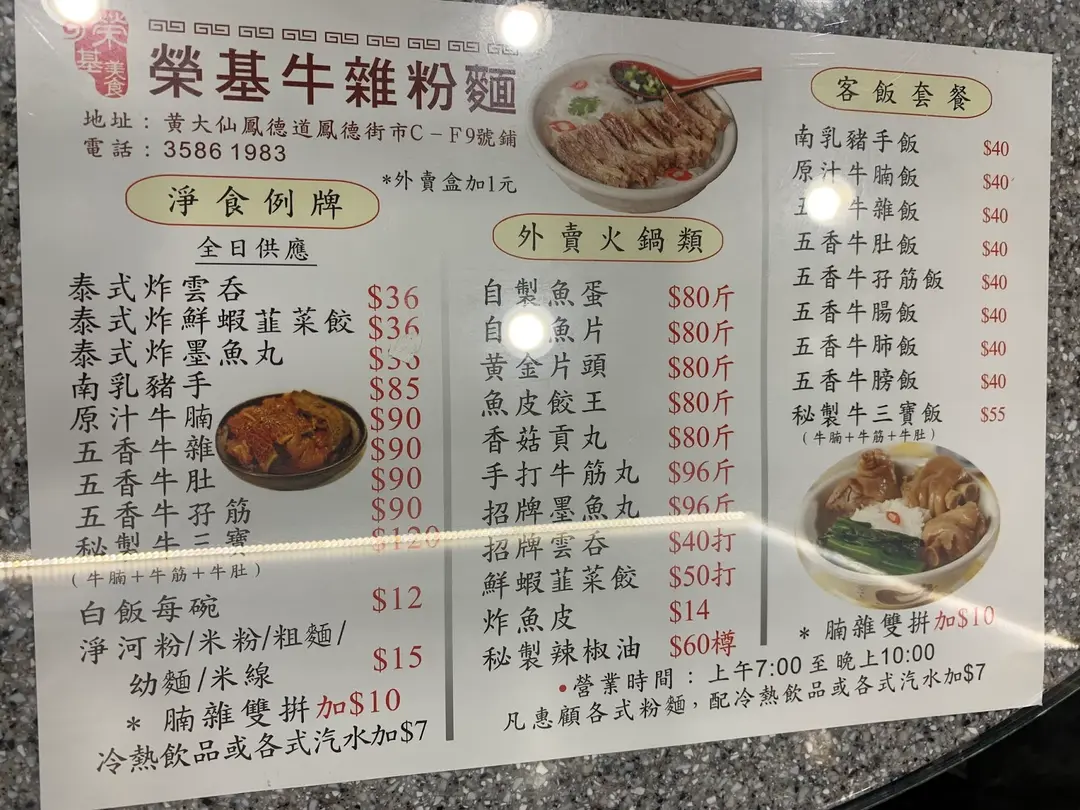 榮基美食
榮基牛雜粉麵
地址：黃大仙鳳德道鳳德街市C－F9號鋪
電話：3586 1983
*外賣盒加1元
淨食例牌
全日供應
泰式炸雲吞 $36
泰式炸鮮蝦韮菜餃 $36
泰式炸墨魚丸
南乳豬手 $85
原汁牛腩 $90
五香牛雜 $90
五香牛肚 $90
五香牛孖筋 $90
秘製牛三寶 $120
（牛腩＋牛筋＋牛肚）
白飯每碗 $12
淨河粉/米粉/粗麵/
幼麵/米線 $15
* 腩雜雙拼加$10
冷熱飲品或各式汽水加$7
外賣火鍋類
自製魚蛋 $80斤
自魚片 $80斤
黃金片頭 $80斤
魚皮餃王 $80斤
香菇貢丸 $80斤
手打牛筋丸 $96斤
招牌墨魚丸 $96斤
招牌雲吞 $40打
鮮蝦韮菜餃 $50打
炸魚皮 $14
秘製辣椒油 $60樽
•營業時間：上午7:00 至晚上10:00
凡惠顧各式粉麵，配冷熱飲品或各式汽水加$7
客飯套餐
南乳豬手飯 $40
原汁牛腩飯 $40
五牛雜飯 $40
五香牛肚飯 $40
五香牛孖筋飯 $40
五香牛腸飯 $40
五香牛肺飯 $40
五香牛膀飯 $40
秘製牛三寶飯 $55
（牛腩＋牛筋＋牛肚）
* 腩雜雙拼加$10